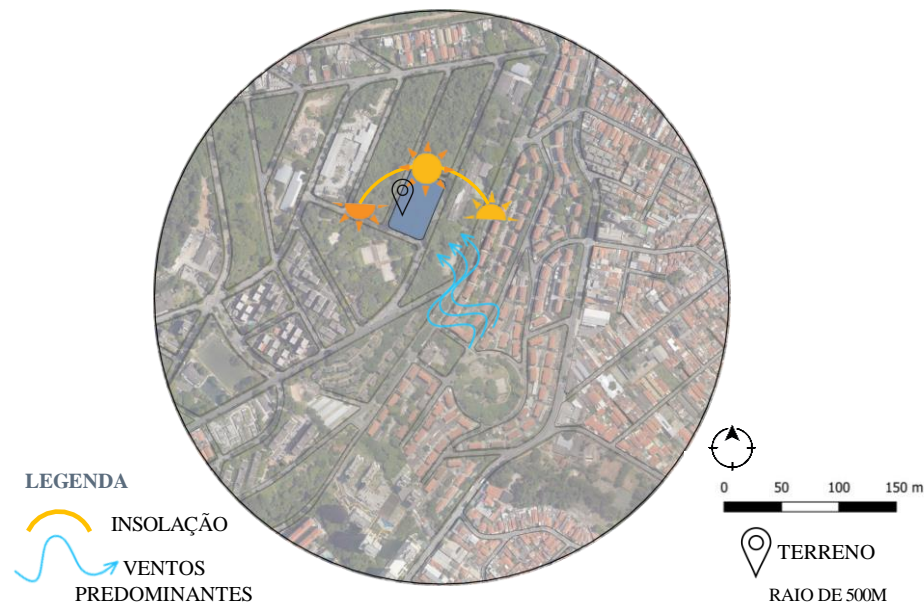 LEGENDA
INSOLAÇÃO
VENTOS
PREDOMINANTES
0 50 100 150 m
TERRENO
RAIO DE 500M